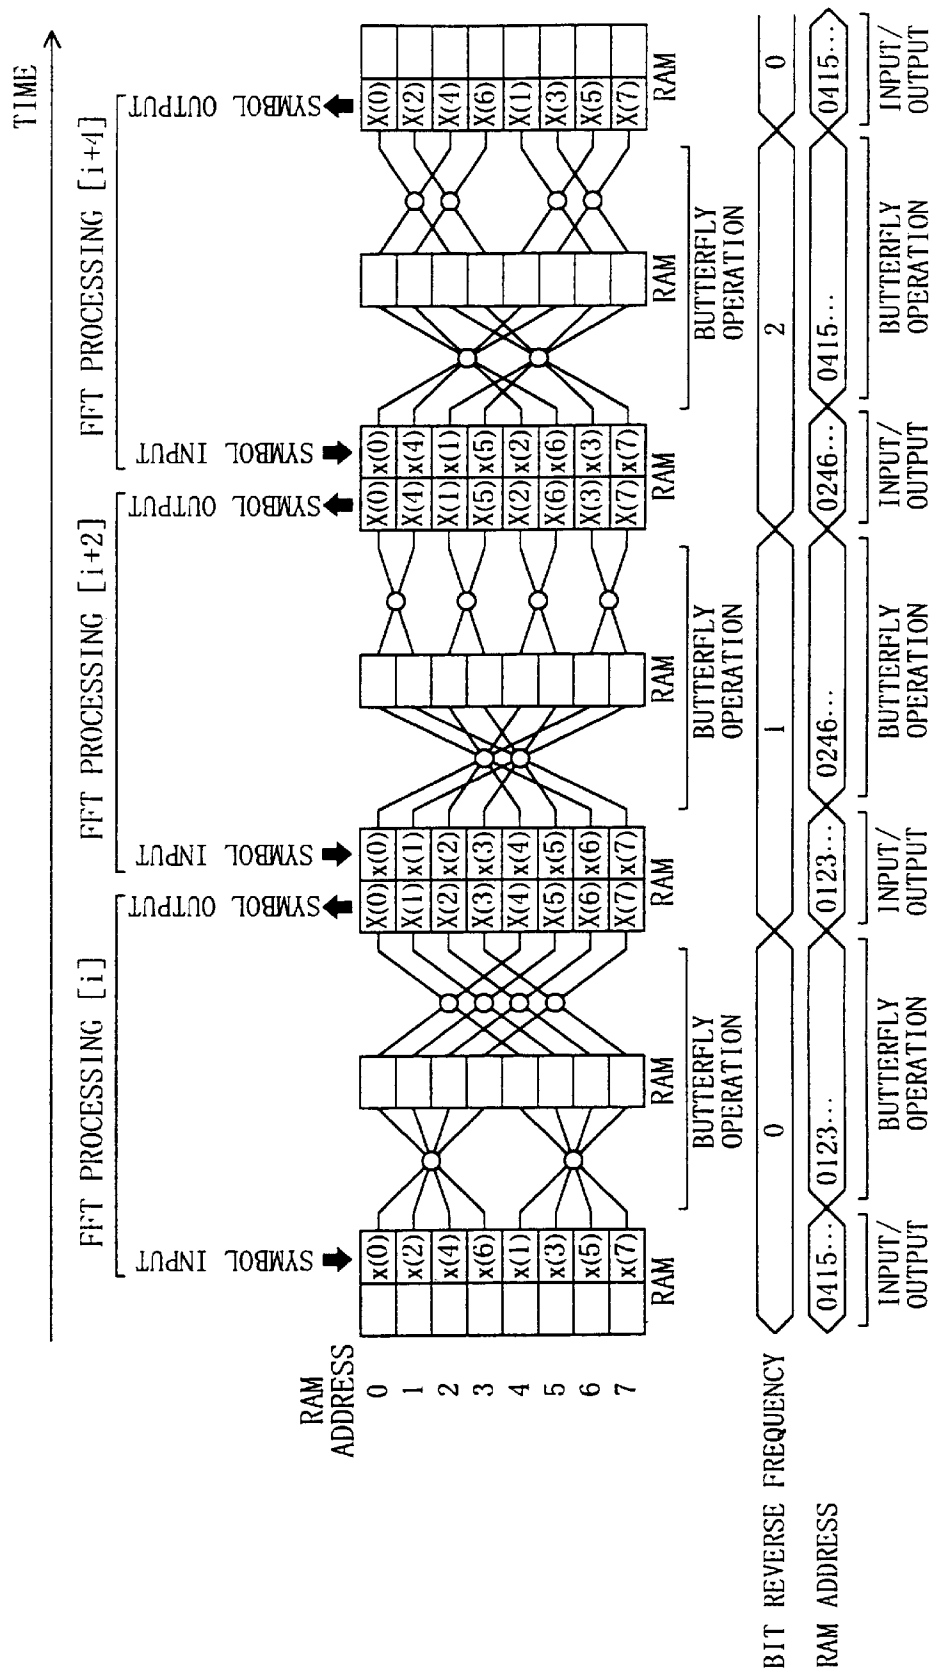 TIME
FFT PROCESSING [i]
FFT PROCESSING [i+2]
FFT PROCESSING [i+4]
SYMBOL INPUT
SYMBOL OUTPUT
SYMBOL INPUT
SYMBOL OUTPUT
SYMBOL INPUT
SYMBOL OUTPUT
RAM
ADDRESS
0
1
2
3
4
5
6
7
x(0)
x(2)
x(4)
x(6)
x(1)
x(3)
x(5)
x(7)
RAM
RAM
X(0)
X(1)
X(2)
X(3)
X(4)
X(5)
X(6)
X(7)
x(0)
x(1)
x(2)
x(3)
x(4)
x(5)
x(6)
x(7)
RAM
RAM
X(0)
X(4)
X(1)
X(5)
X(2)
X(6)
X(3)
X(7)
x(0)
x(4)
x(1)
x(5)
x(2)
x(6)
x(3)
x(7)
RAM
RAM
X(0)
X(2)
X(4)
X(6)
X(1)
X(3)
X(5)
X(7)
RAM
BUTTERFLY
OPERATION
BUTTERFLY
OPERATION
BUTTERFLY
OPERATION
BIT REVERSE FREQUENCY
0
1
2
0
RAM ADDRESS
0415···
0123···
0123···
0246···
0246···
0415···
0415···
INPUT/
OUTPUT
BUTTERFLY
OPERATION
INPUT/
OUTPUT
BUTTERFLY
OPERATION
INPUT/
OUTPUT
BUTTERFLY
OPERATION
INPUT/
OUTPUT